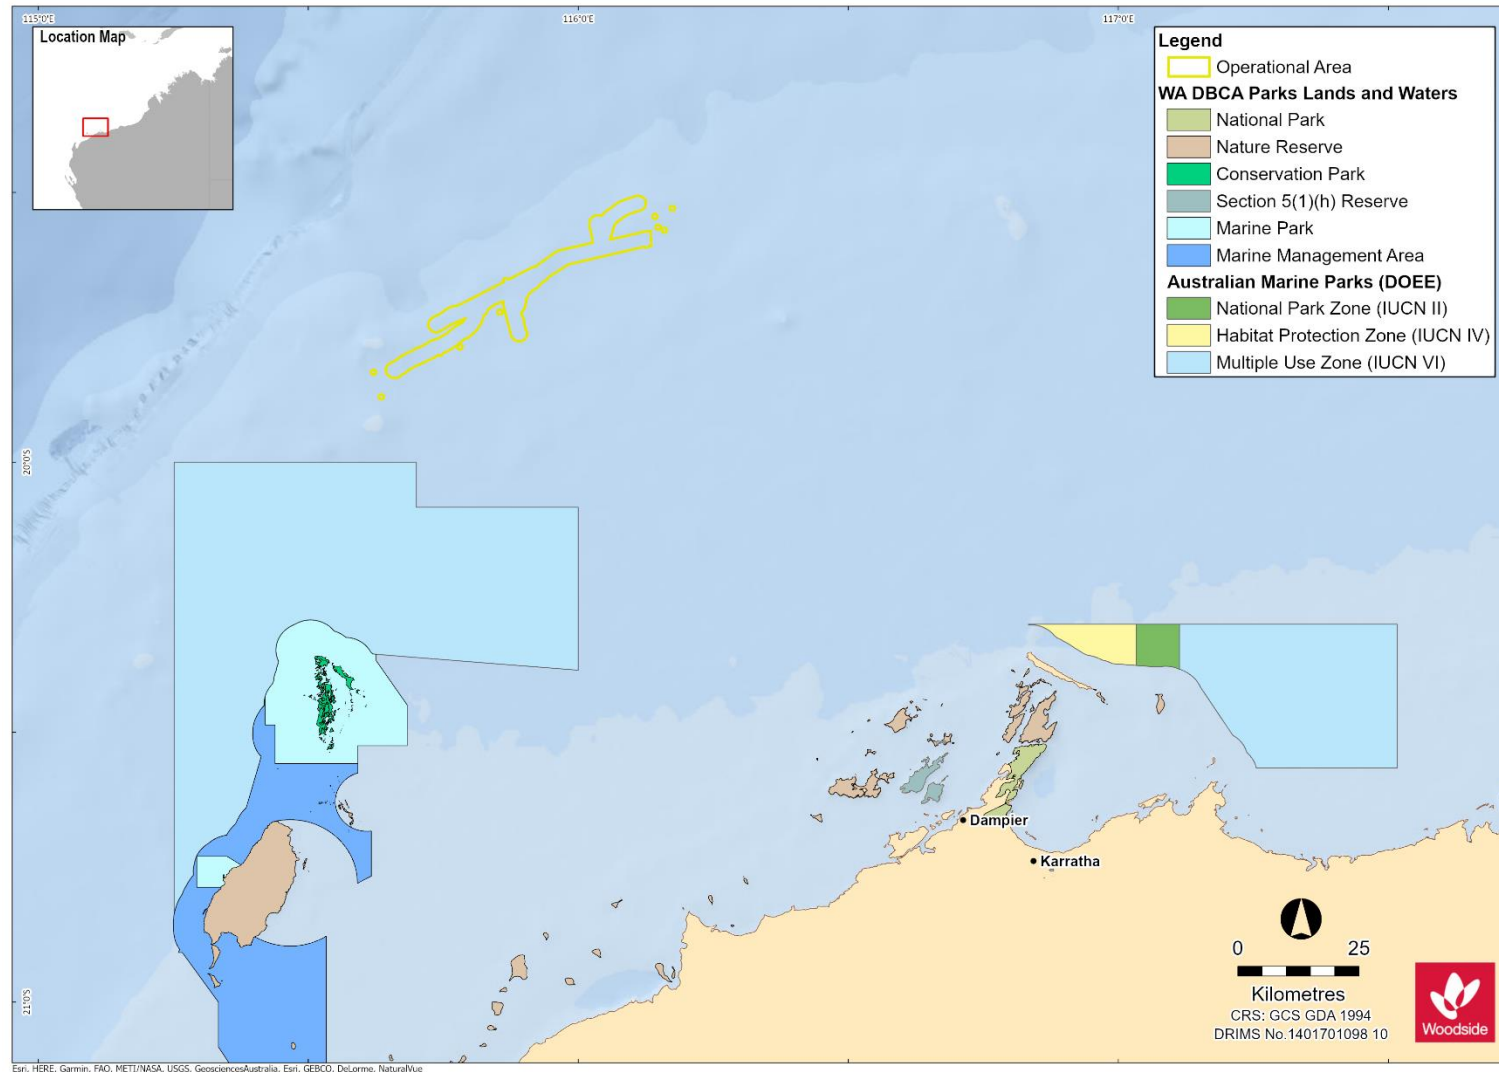 115°0'E
116°0'E
117°0'E
Location Map
Legend
Operational Area
WA DBCA Parks Lands and Waters
National Park
Nature Reserve
Conservation Park
Section 5(1)(h) Reserve
Marine Park
Marine Management Area
Australian Marine Parks (DOEE)
National Park Zone (IUCN II)
Habitat Protection Zone (IUCN IV)
Multiple Use Zone (IUCN VI)
20°0'S
Dampier
Karratha
21°0'S
0 25
Kilometres
CRS: GCS GDA 1994
DRIMS No.1401701098 10
Woodside
Esri, HERE, Garmin, FAO, METI/NASA, USGS, GeosciencesAustralia, Esri, GEBCO, DeLorme, NaturalVue